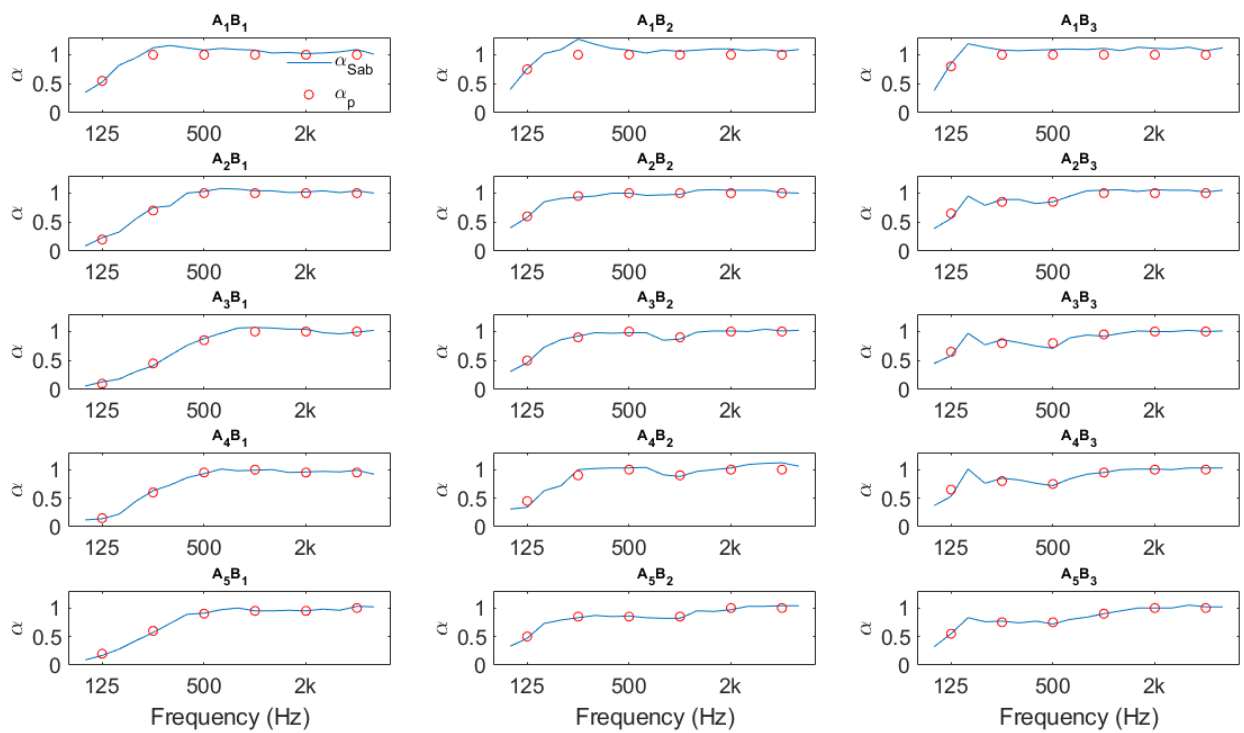 A1B1
A1B2
A1B3
α
1
0.5
0
αSab
αp
125
500
2k
α
1
0.5
0
125
500
2k
α
1
0.5
0
125
500
2k
A2B1
A2B2
A2B3
α
1
0.5
0
125
500
2k
α
1
0.5
0
125
500
2k
α
1
0.5
0
125
500
2k
A3B1
A3B2
A3B3
α
1
0.5
0
125
500
2k
α
1
0.5
0
125
500
2k
α
1
0.5
0
125
500
2k
A4B1
A4B2
A4B3
α
1
0.5
0
125
500
2k
α
1
0.5
0
125
500
2k
α
1
0.5
0
125
500
2k
A5B1
A5B2
A5B3
α
1
0.5
0
125
500
2k
α
1
0.5
0
125
500
2k
α
1
0.5
0
125
500
2k
Frequency (Hz)
Frequency (Hz)
Frequency (Hz)